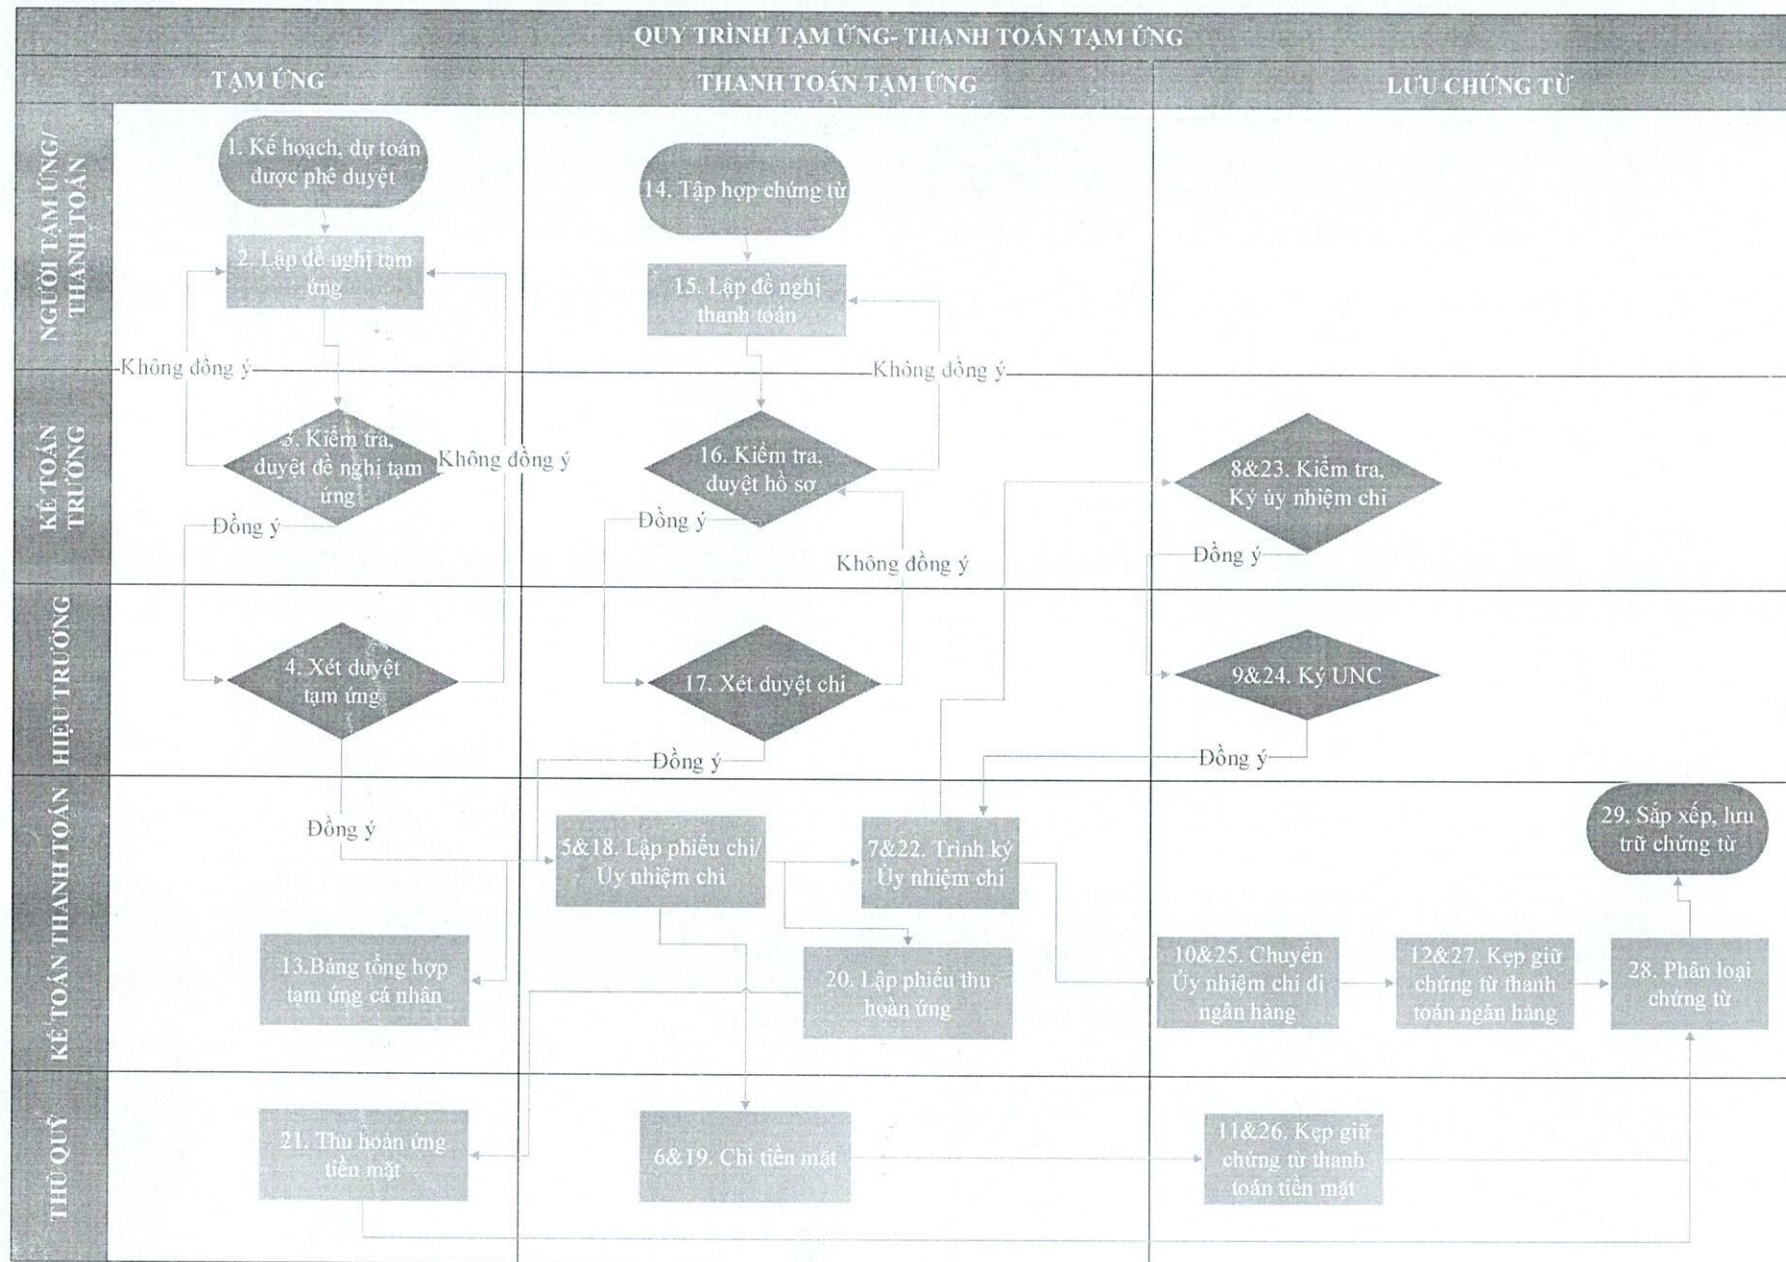 QUY TRÌNH TẠM ỨNG- THANH TOÁN TẠM ỨNG
TẠM ỨNG
THANH TOÁN TẠM ỨNG
LƯU CHỨNG TỪ
NGƯỜI TẠM ỨNG/
THANH TOÁN
1. Kế hoạch, dự toán
được phê duyệt
14. Tập hợp chứng từ
2. Lập đề nghị tạm
ứng
15. Lập đề nghị
thanh toán
Không đồng ý
Không đồng ý
KẾ TOÁN
TRƯỞNG
3. Kiểm tra,
duyệt đề nghị tạm
ứng
Không đồng ý
16. Kiểm tra,
duyệt hồ sơ
8&23. Kiểm tra,
Ký ủy nhiệm chi
Đồng ý
Đồng ý
Không đồng ý
Đồng ý
HIỆU TRƯỞNG
4. Xét duyệt
tạm ứng
17. Xét duyệt chi
9&24. Ký UNC
Đồng ý
Đồng ý
KẾ TOÁN THANH TOÁN
Đồng ý
5&18. Lập phiếu chi/
Ủy nhiệm chi
7&22. Trình ký
Ủy nhiệm chi
29. Sắp xếp, lưu
trữ chứng từ
13.Bảng tổng hợp
tạm ứng cá nhân
20. Lập phiếu thu
hoàn ứng
10&25. Chuyển
Ủy nhiệm chi đi
ngân hàng
12&27. Kẹp giữ
chứng từ thanh
toán ngân hàng
28. Phân loại
chứng từ
THỦ QUỸ
21. Thu hoàn ứng
tiền mặt
6&19. Chi tiền mặt
11&26. Kẹp giữ
chứng từ thanh
toán tiền mặt